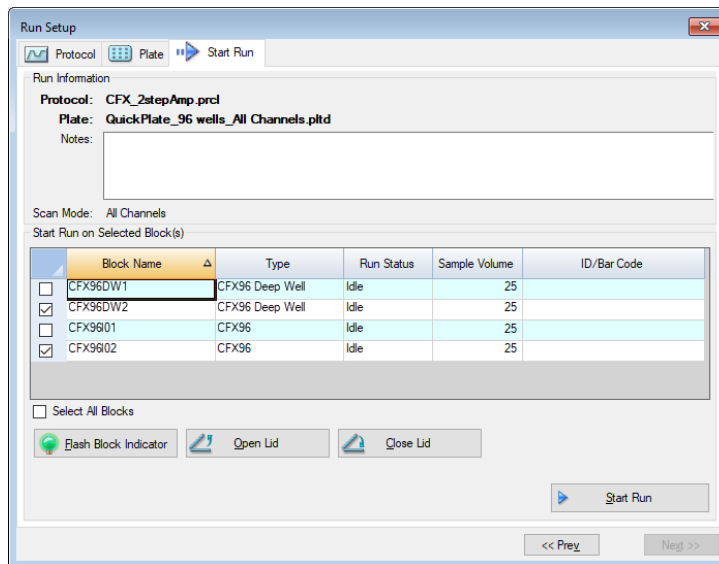 Run Setup
Protocol Plate Start Run
Run Information
Protocol: CFX_2stepAmp.prcl
Plate: QuickPlate_96 wells_All Channels.pltd
Notes:
Scan Mode: All Channels
Start Run on Selected Block(s)
Block Name Type Run Status Sample Volume ID/Bar Code
CFX96DW1 CFX96 Deep Well Idle 25
CFX96DW2 CFX96 Deep Well Idle 25
CFX96I01 CFX96 Idle 25
CFX96I02 CFX96 Idle 25
Select All Blocks
Flash Block Indicator Open Lid Close Lid
Start Run
<< Prev Next >>